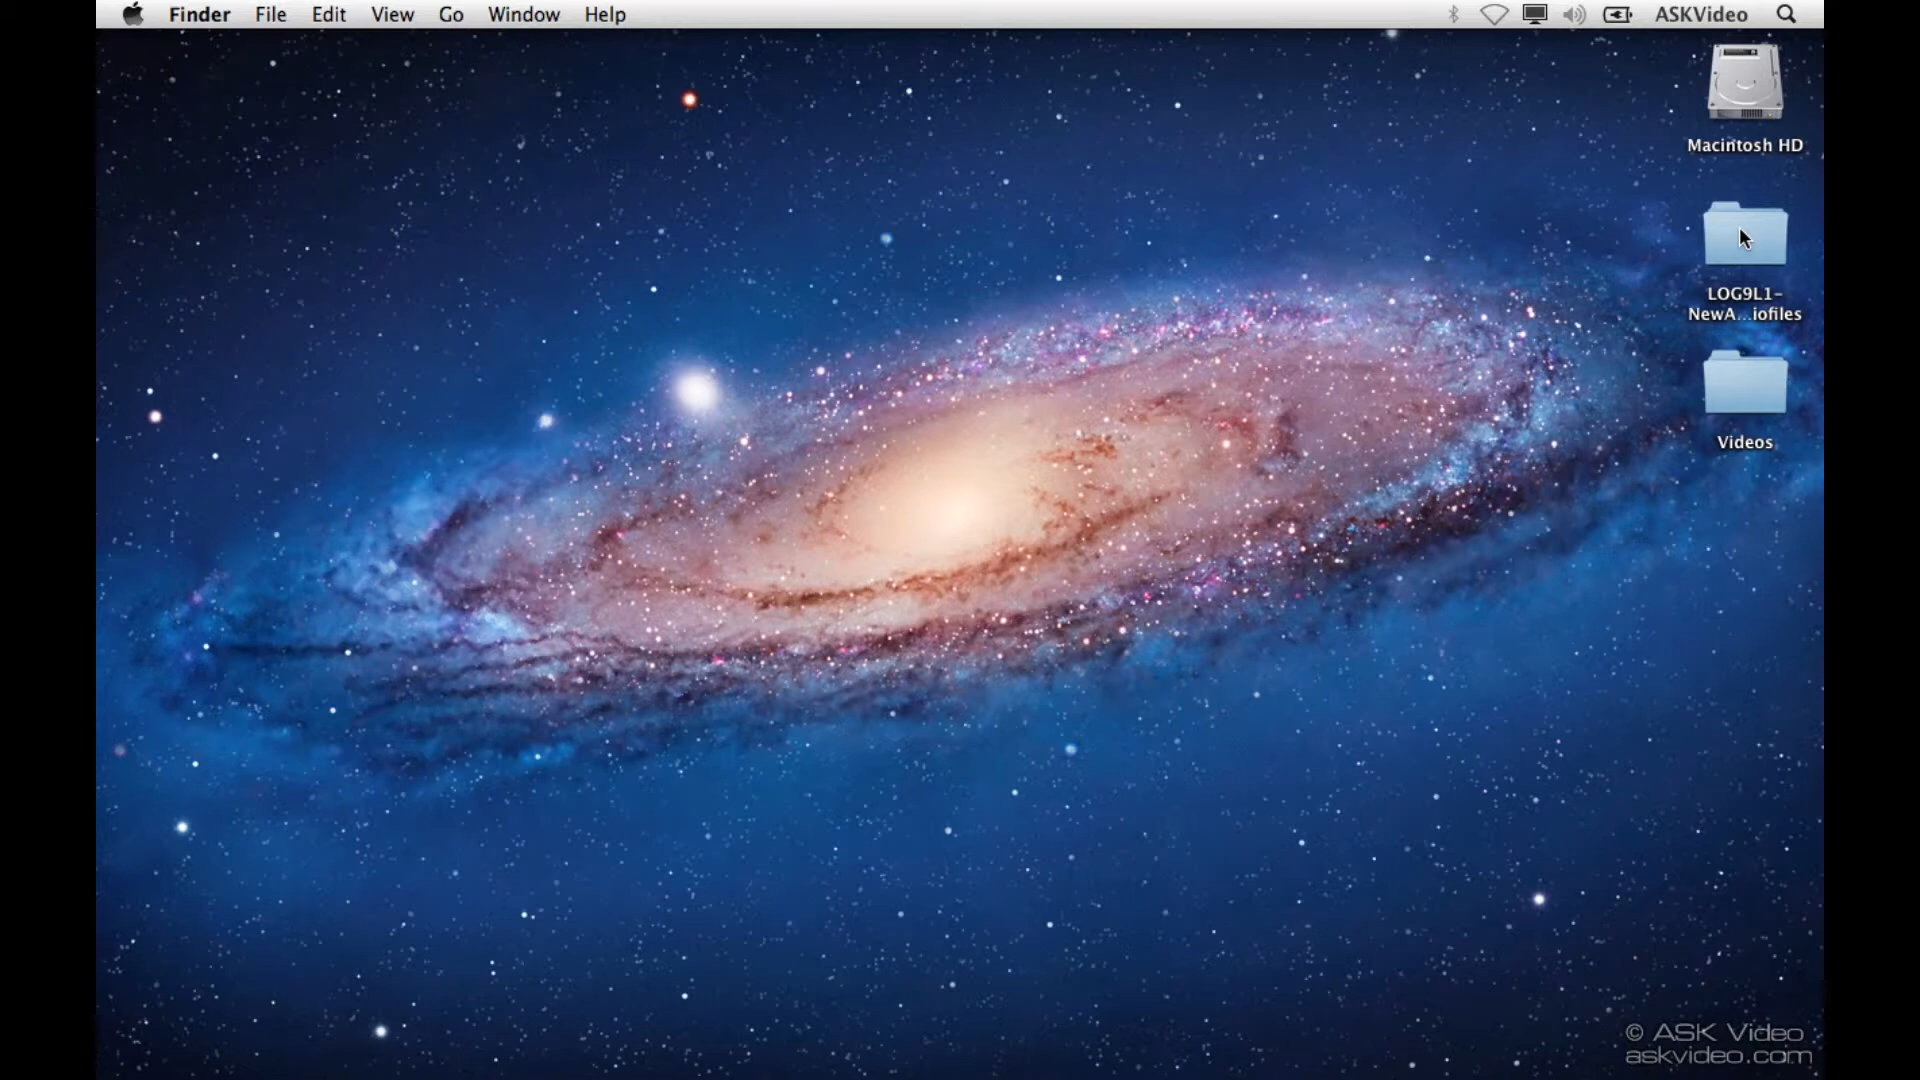 Finder File Edit View Go Window Help ASKVideo
Macintosh HD
LOG9L1-
NewA...iofiles
Videos
© ASK Video
askvideo.com